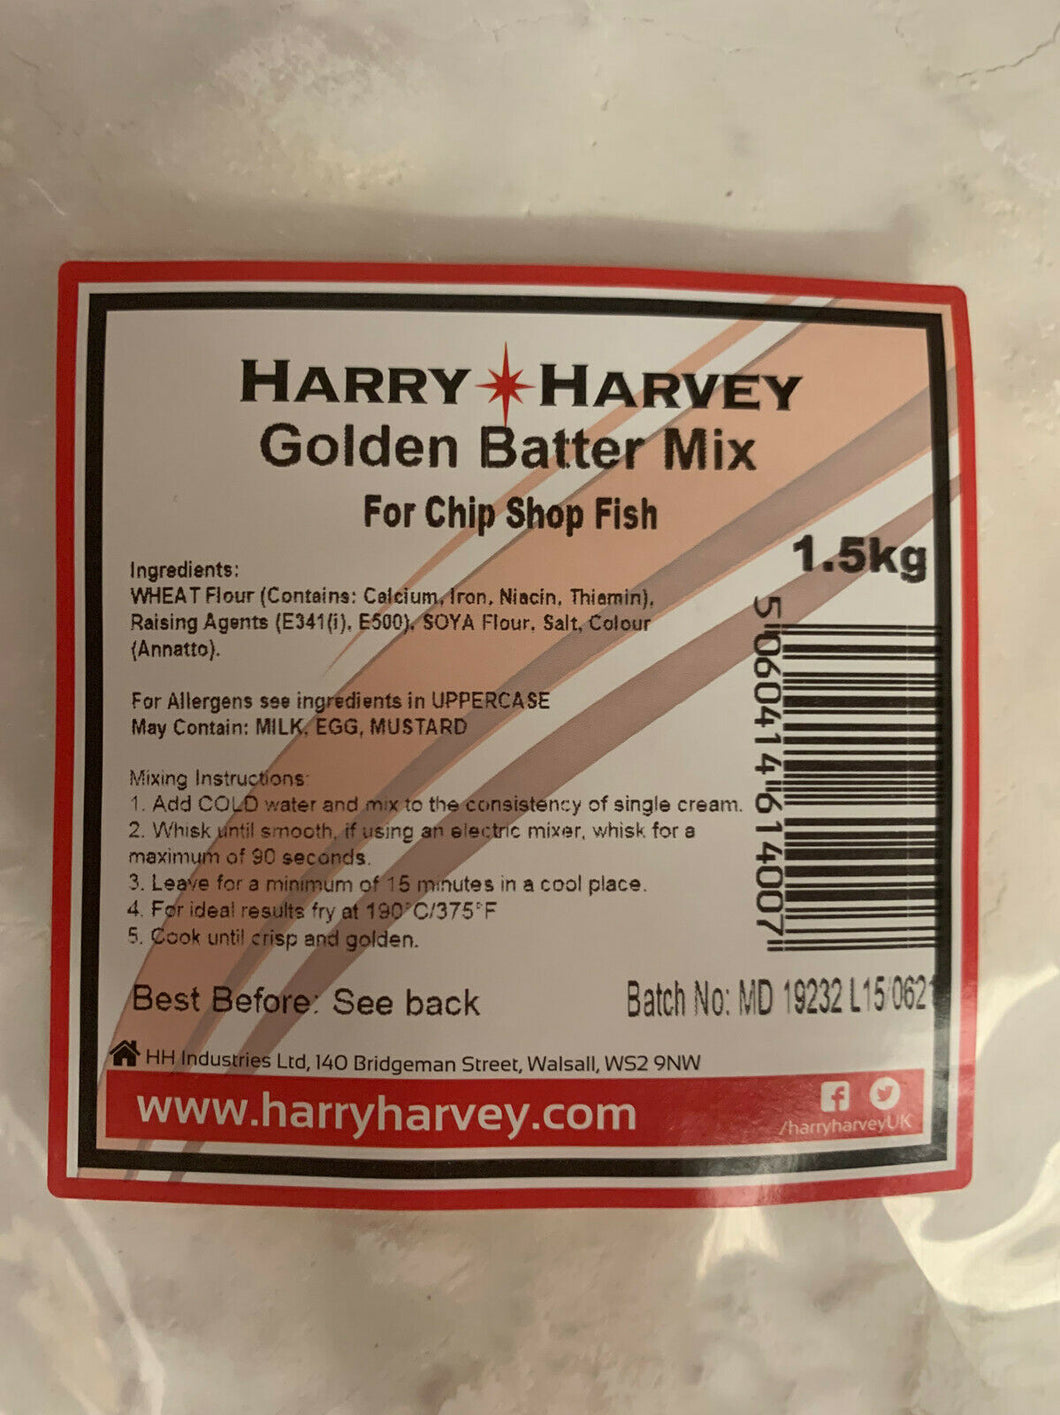 HARRY HARVEY
Golden Batter Mix
For Chip Shop Fish
1.5kg
Ingredients:
WHEAT Flour (Contains: Calcium, Iron, Niacin, Thiamin),
Raising Agents (E341(i), E500), SOYA Flour, Salt, Colour
(Annatto).
For Allergens see ingredients in UPPERCASE
May Contain: MILK, EGG, MUSTARD
Mixing Instructions:
1. Add COLD water and mix to the consistency of single cream.
2. Whisk until smooth, if using an electric mixer, whisk for a
maximum of 90 seconds.
3. Leave for a minimum of 15 minutes in a cool place.
4. For ideal results fry at 190°C/375°F
5. Cook until crisp and golden.
5 060414 614007
Best Before: See back
Batch No: MD 19232 L15/0621
HH Industries Ltd, 140 Bridgeman Street, Walsall, WS2 9NW
www.harryharvey.com
/harryharveyUK